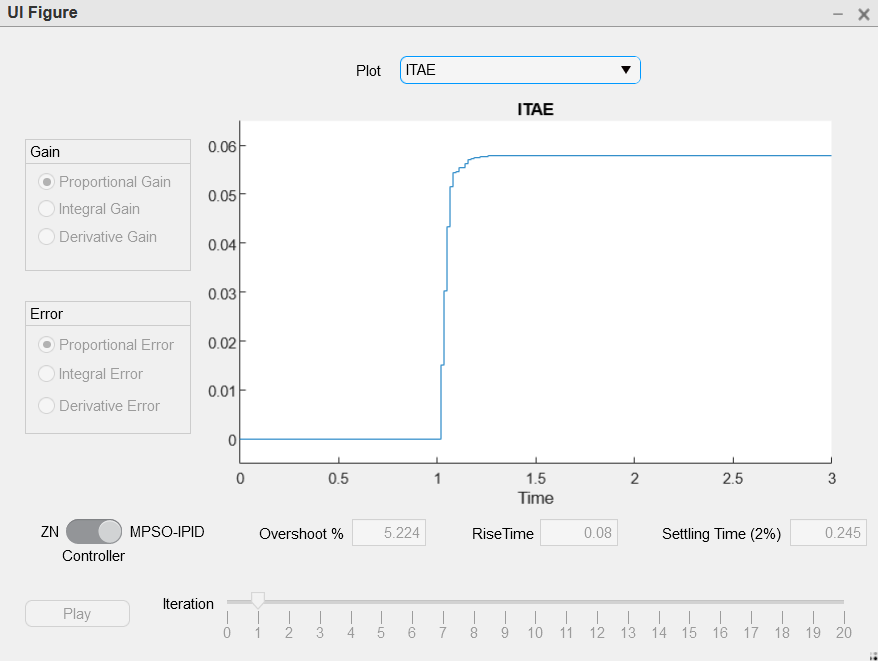 UI Figure
Plot ITAE
ITAE
Gain
Proportional Gain
Integral Gain
Derivative Gain
Error
Proportional Error
Integral Error
Derivative Error
0.06
0.05
0.04
0.03
0.02
0.01
0
0 0.5 1 1.5 2 2.5 3
Time
ZN MPSO-IPID
Controller
Overshoot % 5.224 RiseTime 0.08 Settling Time (2%) 0.245
Play
Iteration
0 1 2 3 4 5 6 7 8 9 10 11 12 13 14 15 16 17 18 19 20